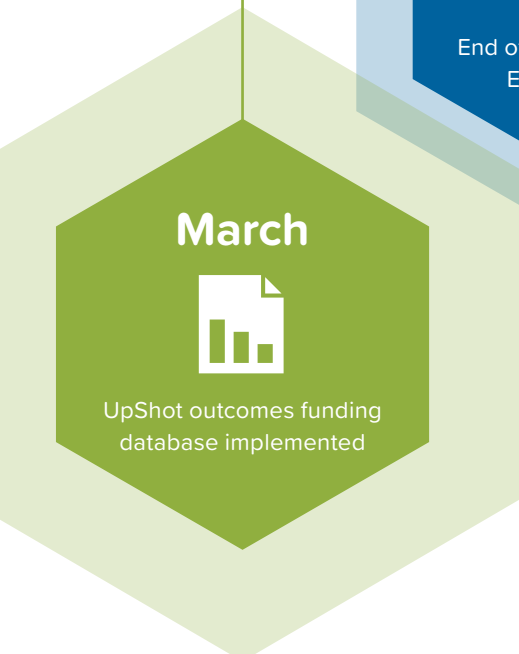 End o
E
March
UpShot outcomes funding
database implemented